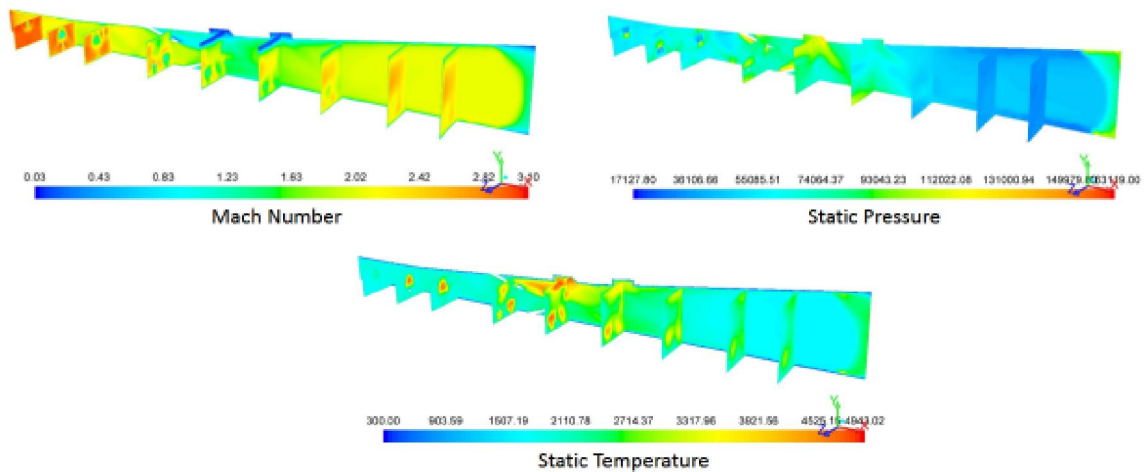 0.03 0.43 0.83 1.23 1.63 2.02 2.42
Mach Number
17127.80 36106.66 55085.51 74064.37 93043.23 112022.08 131000.94
Static Pressure
300.00 903.59 1507.19 2110.78 2714.37 3317.96
Static Temperature